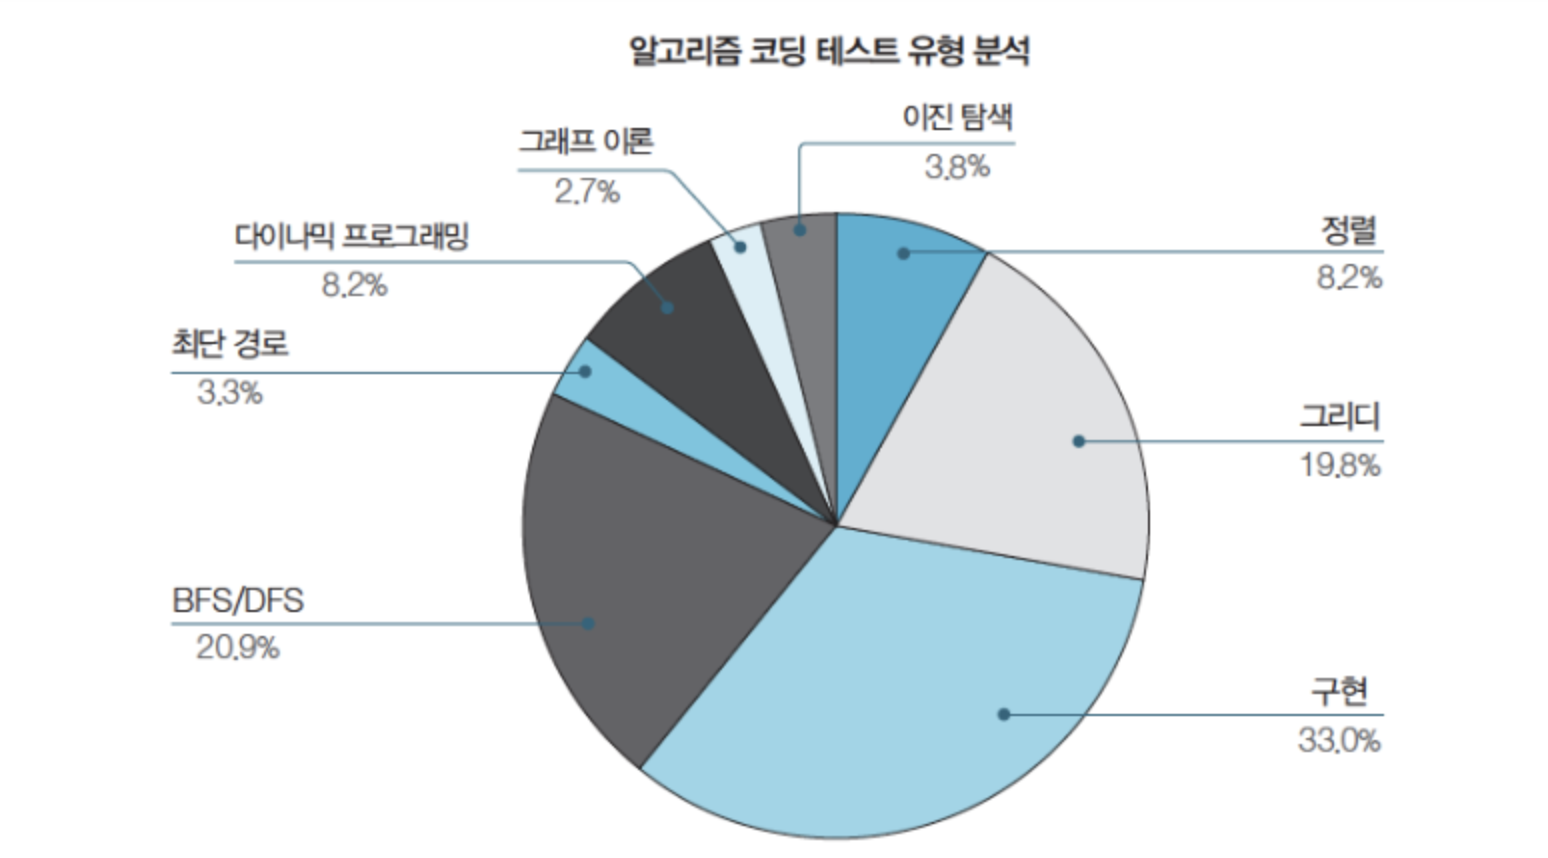 알고리즘 코딩 테스트 유형 분석
이진 탐색
3.8%
그래프 이론
2.7%
정렬
8.2%
다이나믹 프로그래밍
8.2%
최단 경로
3.3%
그리디
19.8%
BFS/DFS
20.9%
구현
33.0%